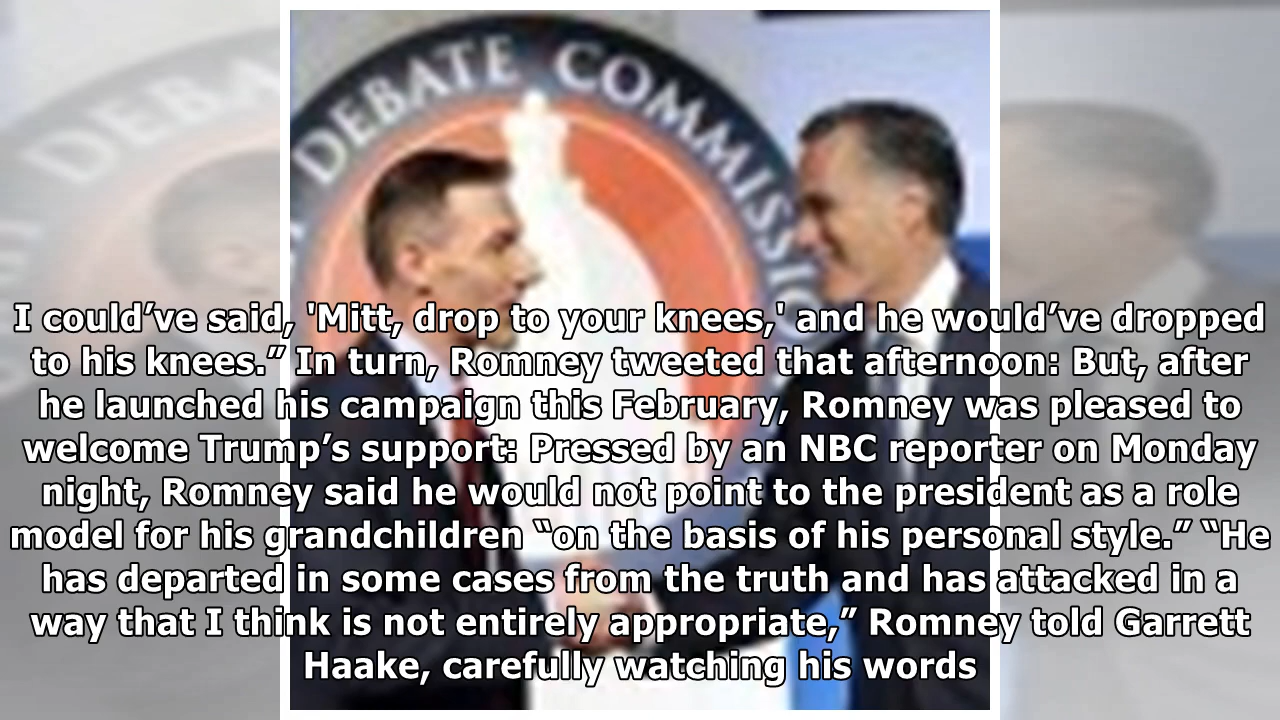 DEBATE COMMISSIO
DEBA
I could’ve said, 'Mitt, drop to your knees,' and he would’ve dropped
to his knees.” In turn, Romney tweeted that afternoon: But, after
he launched his campaign this February, Romney was pleased to
welcome Trump’s support: Pressed by an NBC reporter on Monday
night, Romney said he would not point to the president as a role
model for his grandchildren “on the basis of his personal style.” “He
has departed in some cases from the truth and has attacked in a
way that I think is not entirely appropriate,” Romney told Garrett
Haake, carefully watching his words